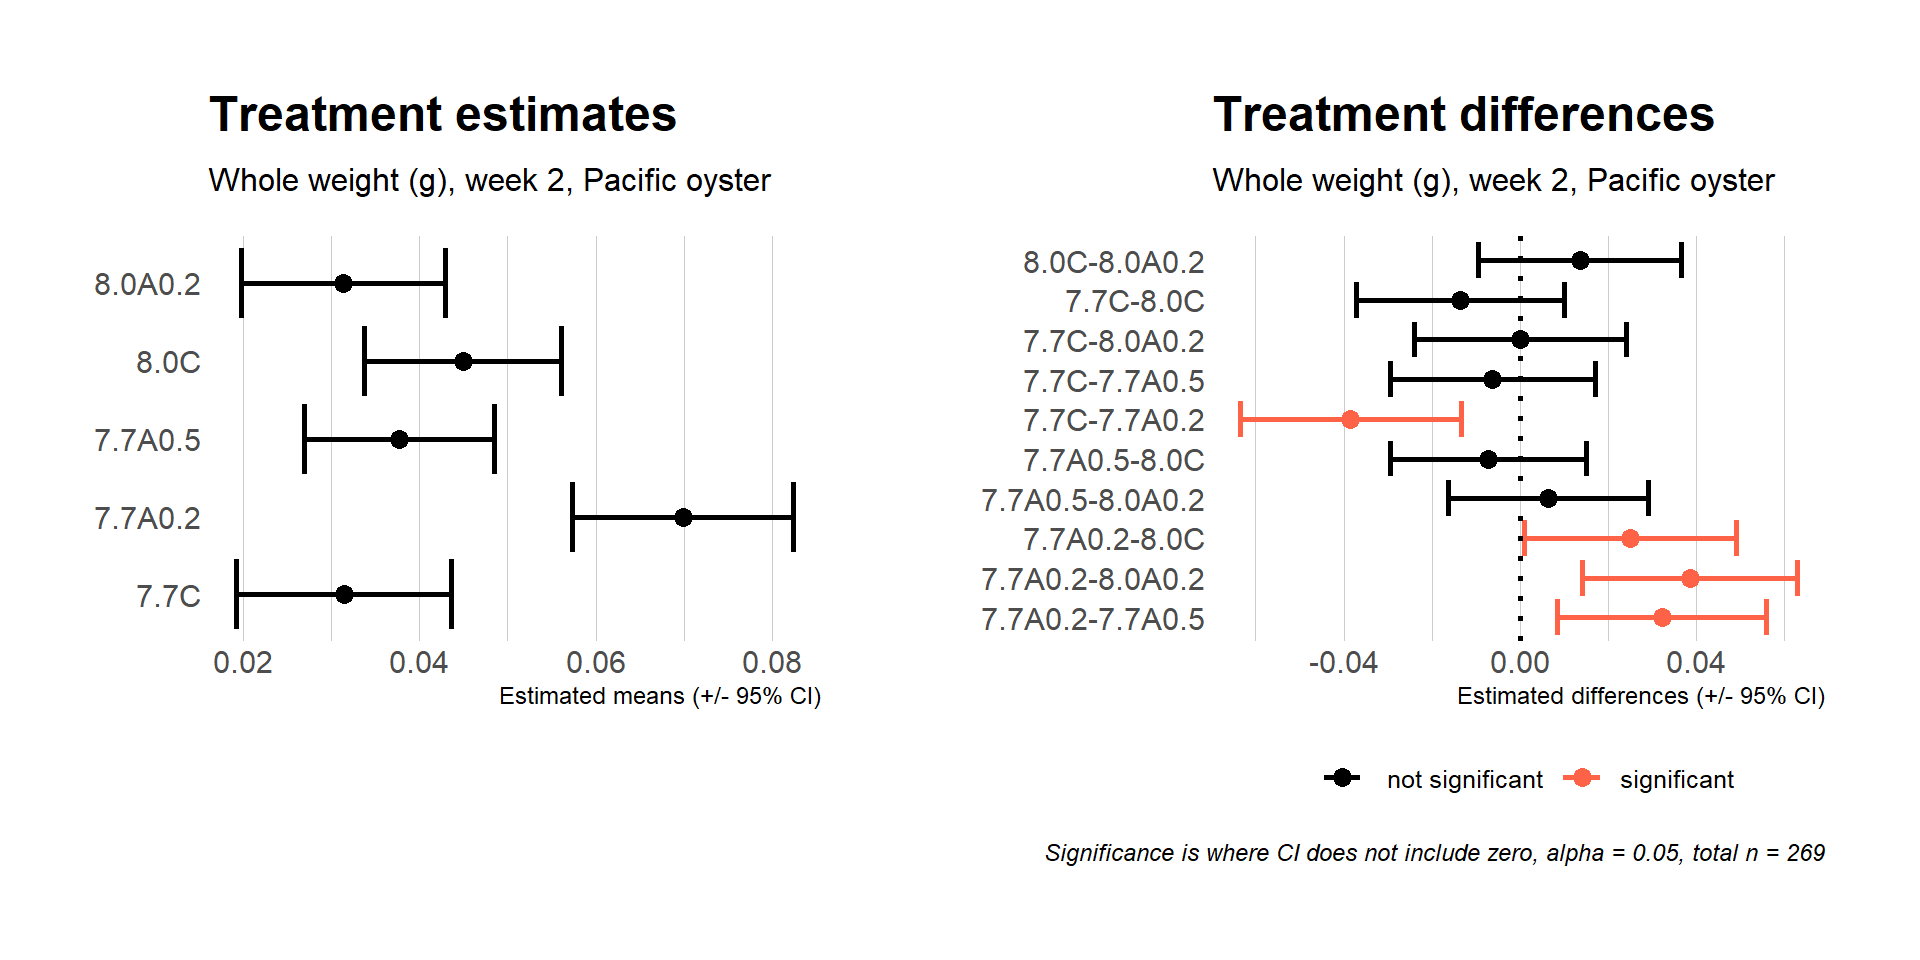 Treatment estimates
Whole weight (g), week 2, Pacific oyster
8.0A0.2
8.0C
7.7A0.5
7.7A0.2
7.7C
0.02 0.04 0.06 0.08
Estimated means (+/- 95% CI)
Treatment differences
Whole weight (g), week 2, Pacific oyster
8.0C-8.0A0.2
7.7C-8.0C
7.7C-8.0A0.2
7.7C-7.7A0.5
7.7C-7.7A0.2
7.7A0.5-8.0C
7.7A0.5-8.0A0.2
7.7A0.2-8.0C
7.7A0.2-8.0A0.2
7.7A0.2-7.7A0.5
-0.04 0.00 0.04
Estimated differences (+/- 95% CI)
not significant significant
Significance is where CI does not include zero, alpha = 0.05, total n = 269